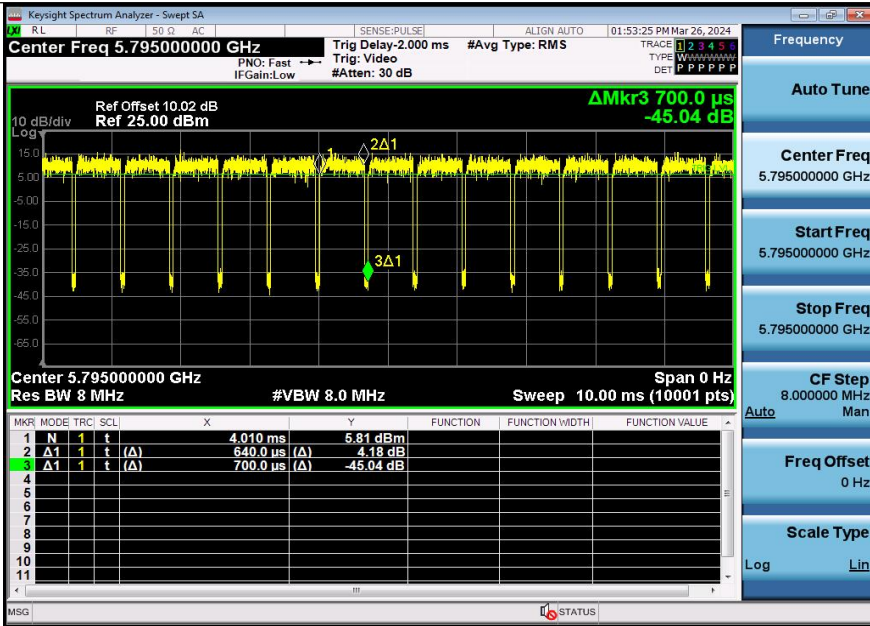 Keysight Spectrum Analyzer - Swept SA
LXI RL RF 50 Ω AC SENSE:PULSE ALIGN AUTO 01:53:25 PM Mar 26, 2024
Center Freq 5.795000000 GHz
PNO: Fast
IFGain:Low
Trig Delay-2.000 ms
Trig: Video
#Atten: 30 dB
#Avg Type: RMS
TRACE 1 2 3 4 5 6
TYPE WWWWWW
DET P P P P P P
Ref Offset 10.02 dB
10 dB/div Ref 25.00 dBm
Log
ΔMkr3 700.0 µs
-45.04 dB
15.0
5.00
-5.00
-15.0
-25.0
-35.0
-45.0
-55.0
-65.0
1
2Δ1
3Δ1
Center 5.795000000 GHz Span 0 Hz
Res BW 8 MHz #VBW 8.0 MHz Sweep 10.00 ms (10001 pts)
MKR MODE TRC SCL X Y FUNCTION FUNCTION WIDTH FUNCTION VALUE
1 N 1 t 4.010 ms 5.81 dBm
2 Δ1 1 t (Δ) 640.0 µs (Δ) 4.18 dB
3 Δ1 1 t (Δ) 700.0 µs (Δ) -45.04 dB
4
5
6
7
8
9
10
11
MSG STATUS
Frequency
Auto Tune
Center Freq
5.795000000 GHz
Start Freq
5.795000000 GHz
Stop Freq
5.795000000 GHz
CF Step
8.000000 MHz
Auto Man
Freq Offset
0 Hz
Scale Type
Log Lin